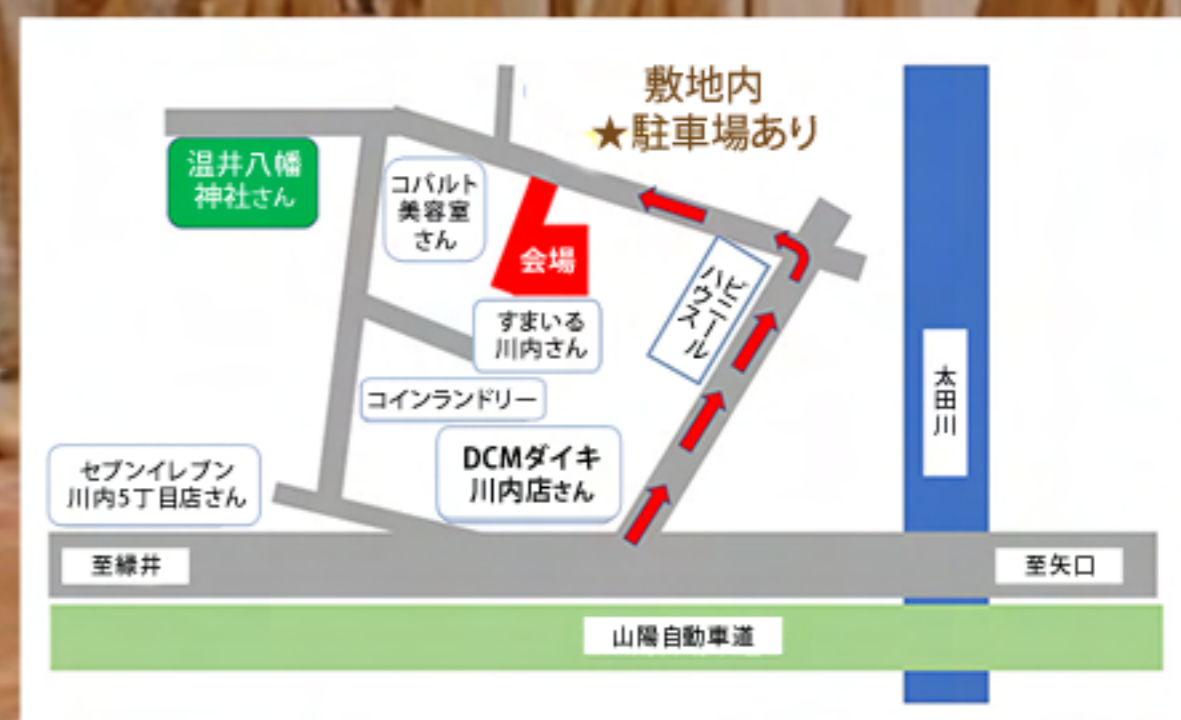 敷地内
★駐車場あり
温井八幡
神社さん
コバルト
美容室
さん
会場
すまいる
川内さん
ビニール
ハウス
コインランドリー
DCMダイキ
川内店さん
セブンイレブン
川内5丁目店さん
太田川
至緑井
至矢口
山陽自動車道